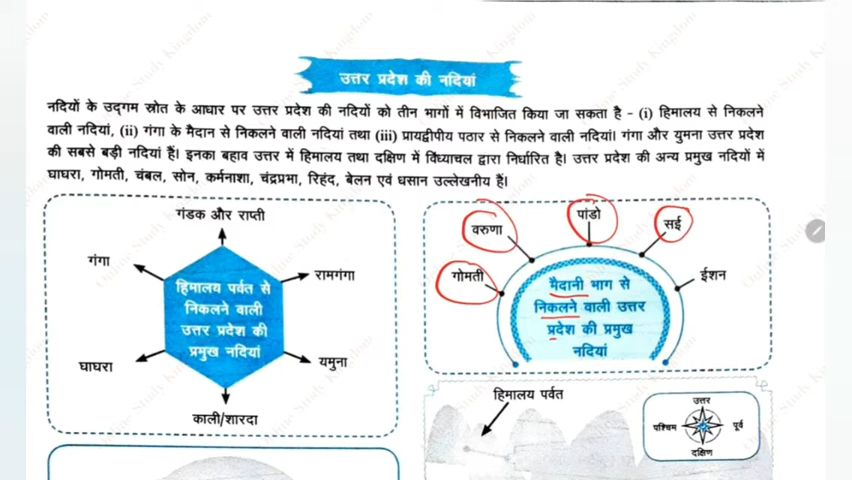 उत्तर प्रदेश की नदियां
नदियों के उद्गम स्रोत के आधार पर उत्तर प्रदेश की नदियों को तीन भागों में विभाजित किया जा सकता है - (i) हिमालय से निकलने
वाली नदियां, (ii) गंगा के मैदान से निकलने वाली नदियां तथा (iii) प्रायद्वीपीय पठार से निकलने वाली नदियां। गंगा और युमना उत्तर प्रदेश
की सबसे बड़ी नदियां हैं। इनका बहाव उत्तर में हिमालय तथा दक्षिण में विंध्याचल द्वारा निर्धारित है। उत्तर प्रदेश की अन्य प्रमुख नदियों में
घाघरा, गोमती, चंबल, सोन, कर्मनाशा, चंद्रप्रभा, रिहंद, बेलन एवं धसान उल्लेखनीय हैं।
गंडक और राप्ती
गंगा
रामगंगा
हिमालय पर्वत से
निकलने वाली
उत्तर प्रदेश की
प्रमुख नदियां
घाघरा
यमुना
काली/शारदा
पांडो
वरुणा
सई
गोमती
ईशन
मैदानी भाग से
निकलने वाली उत्तर
प्रदेश की प्रमुख
नदियां
हिमालय पर्वत
उत्तर
पश्चिम
पूर्व
दक्षिण
Online Study Kingdom